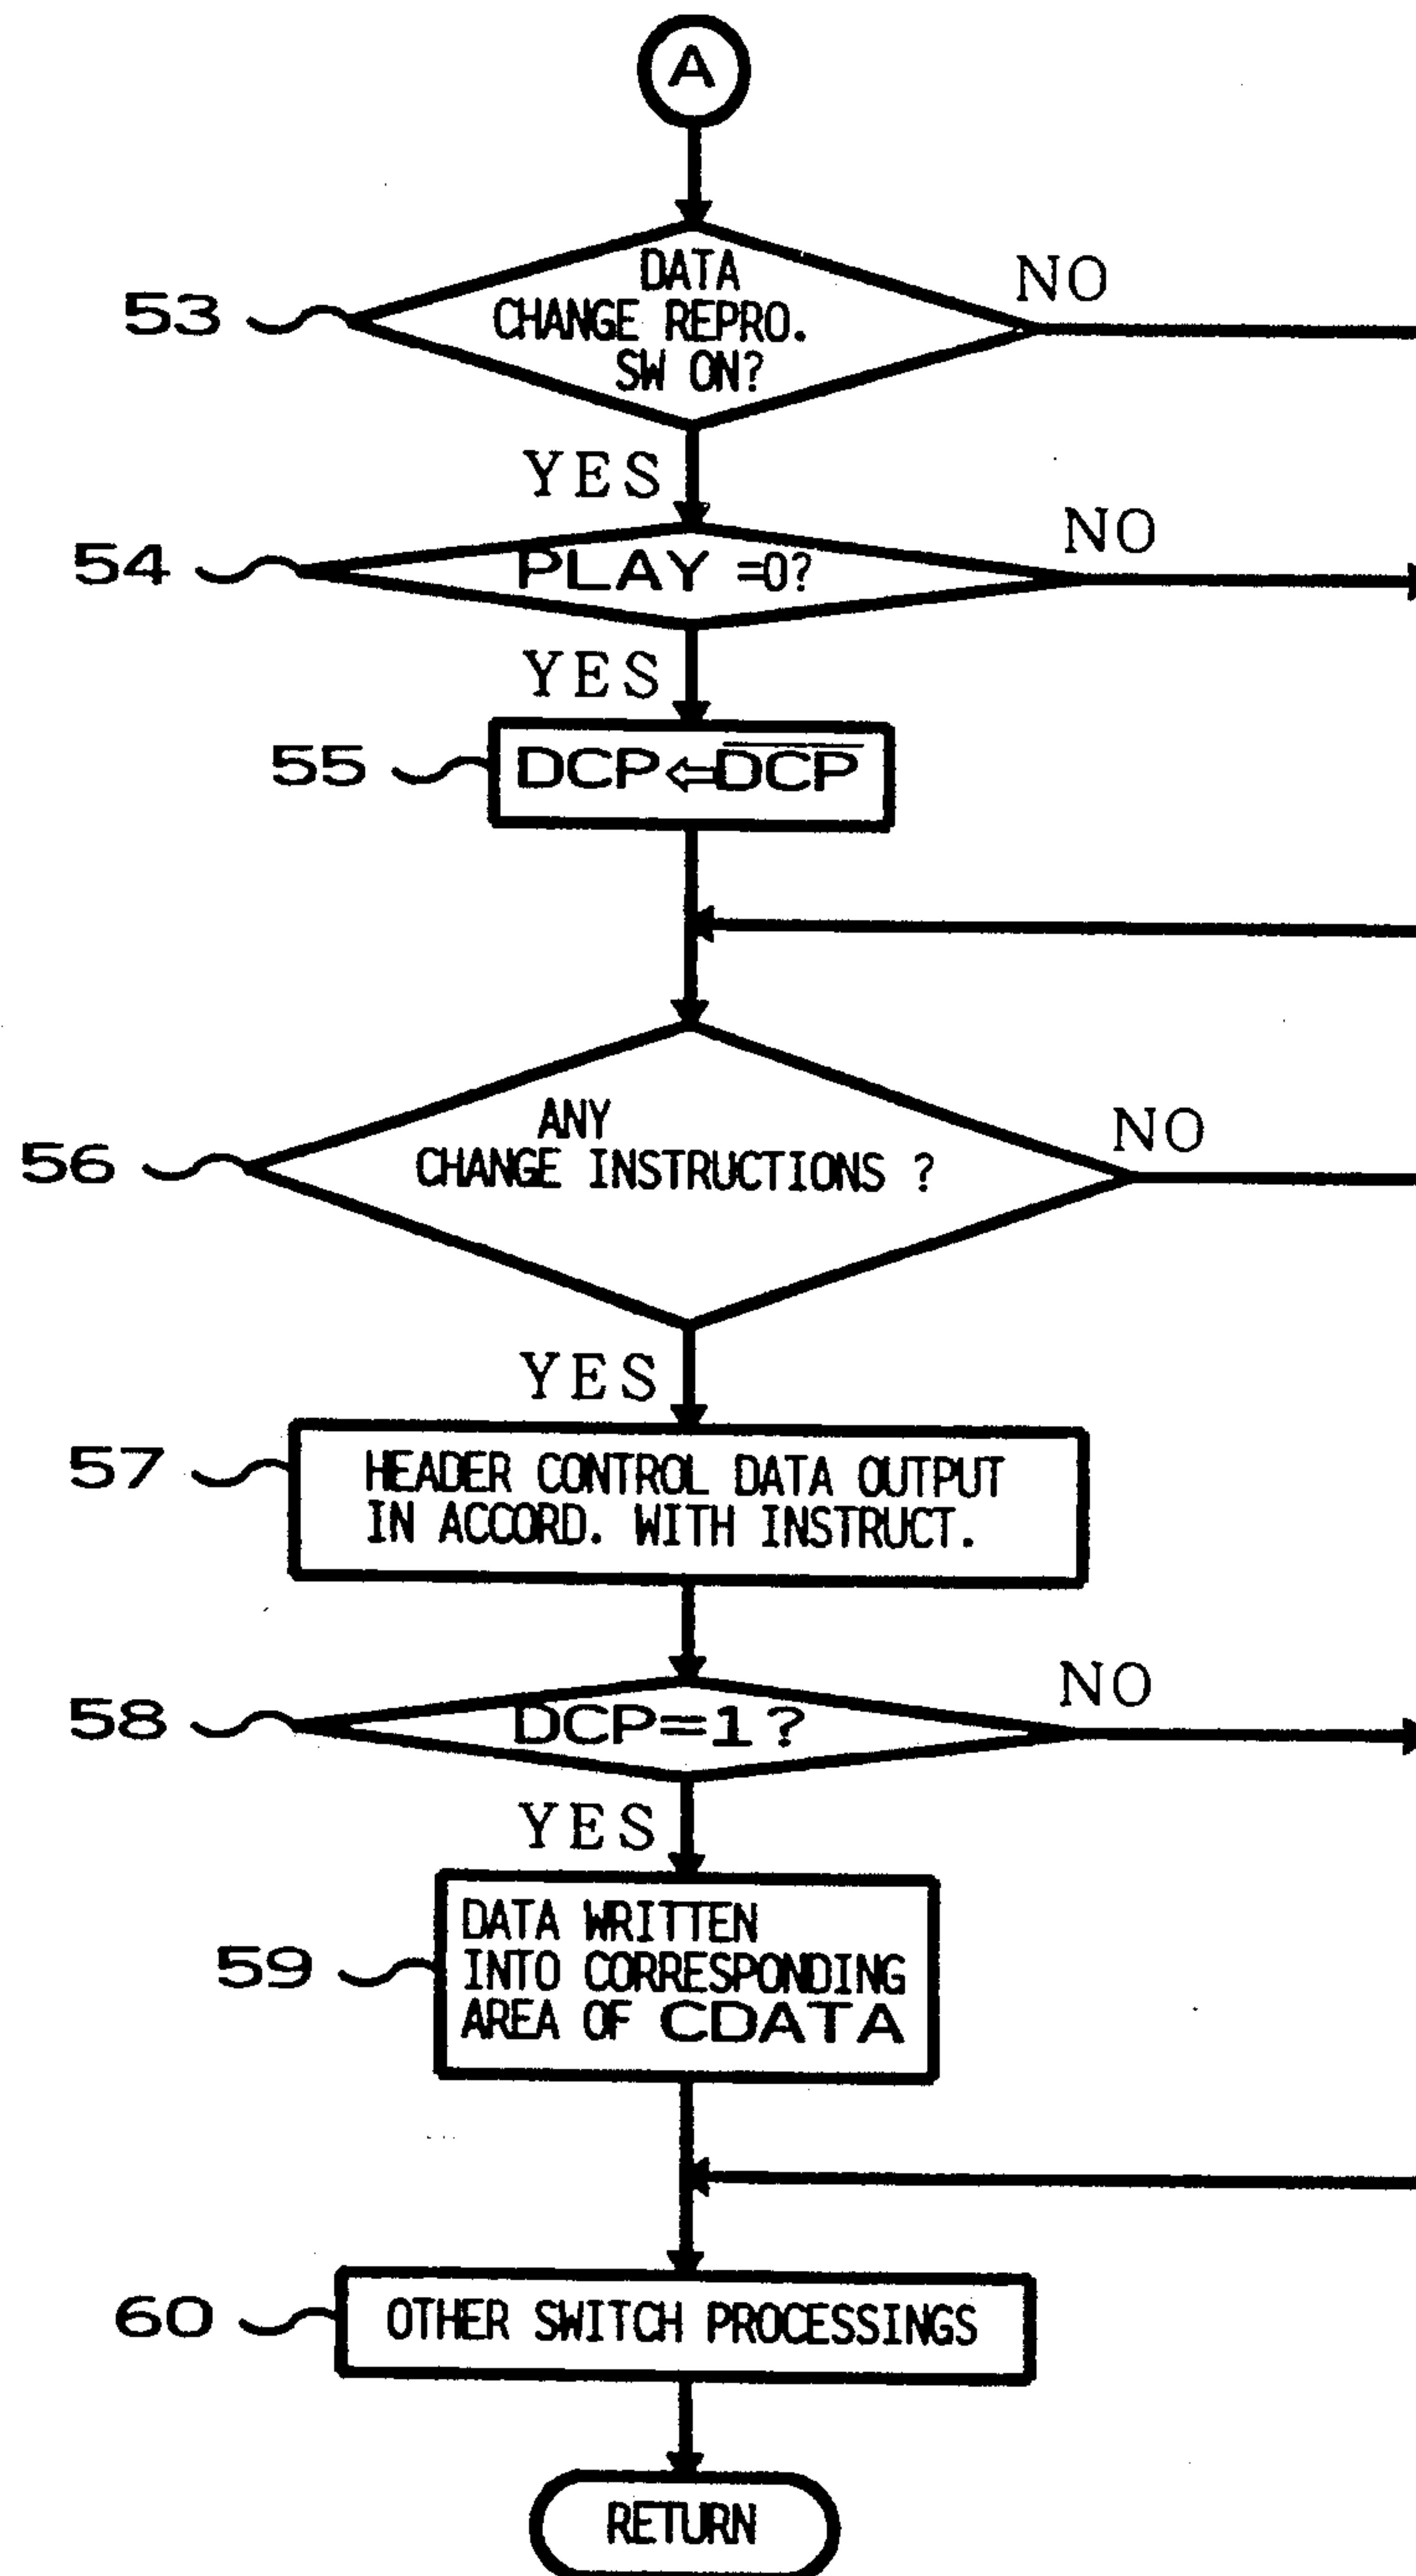 A
DATA
CHANGE REPRO.
SW ON?
NO
53
YES
PLAY =0?
NO
54
YES
DCP⇐D̅C̅P̅
55
ANY
CHANGE INSTRUCTIONS ?
NO
56
YES
HEADER CONTROL DATA OUTPUT
IN ACCORD. WITH INSTRUCT.
57
DCP=1?
NO
58
YES
DATA WRITTEN
INTO CORRESPONDING
AREA OF CDATA
59
OTHER SWITCH PROCESSINGS
60
RETURN